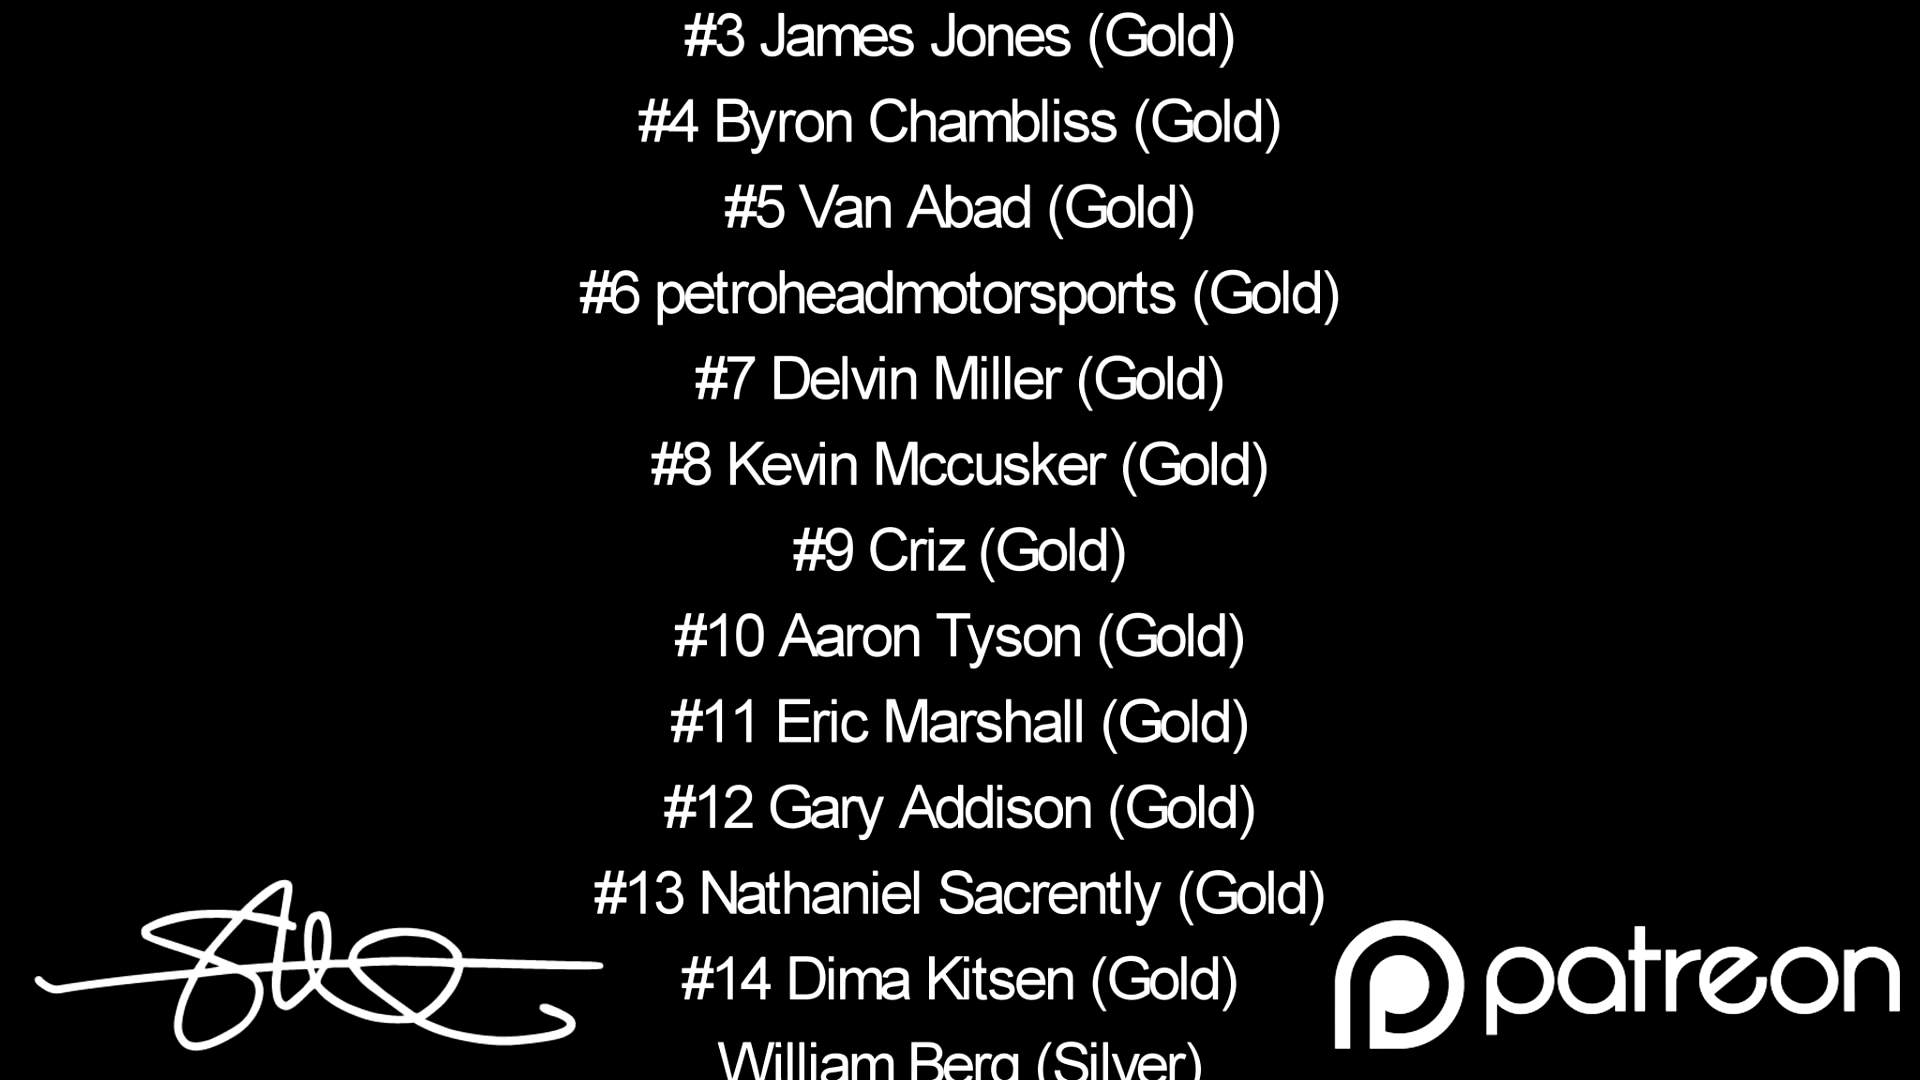 #3 James Jones (Gold)
#4 Byron Chambliss (Gold)
#5 Van Abad (Gold)
#6 petroheadmotorsports (Gold)
#7 Delvin Miller (Gold)
#8 Kevin Mccusker (Gold)
#9 Criz (Gold)
#10 Aaron Tyson (Gold)
#11 Eric Marshall (Gold)
#12 Gary Addison (Gold)
#13 Nathaniel Sacrently (Gold)
#14 Dima Kitsen (Gold)
patreon
William Berg (Silver)